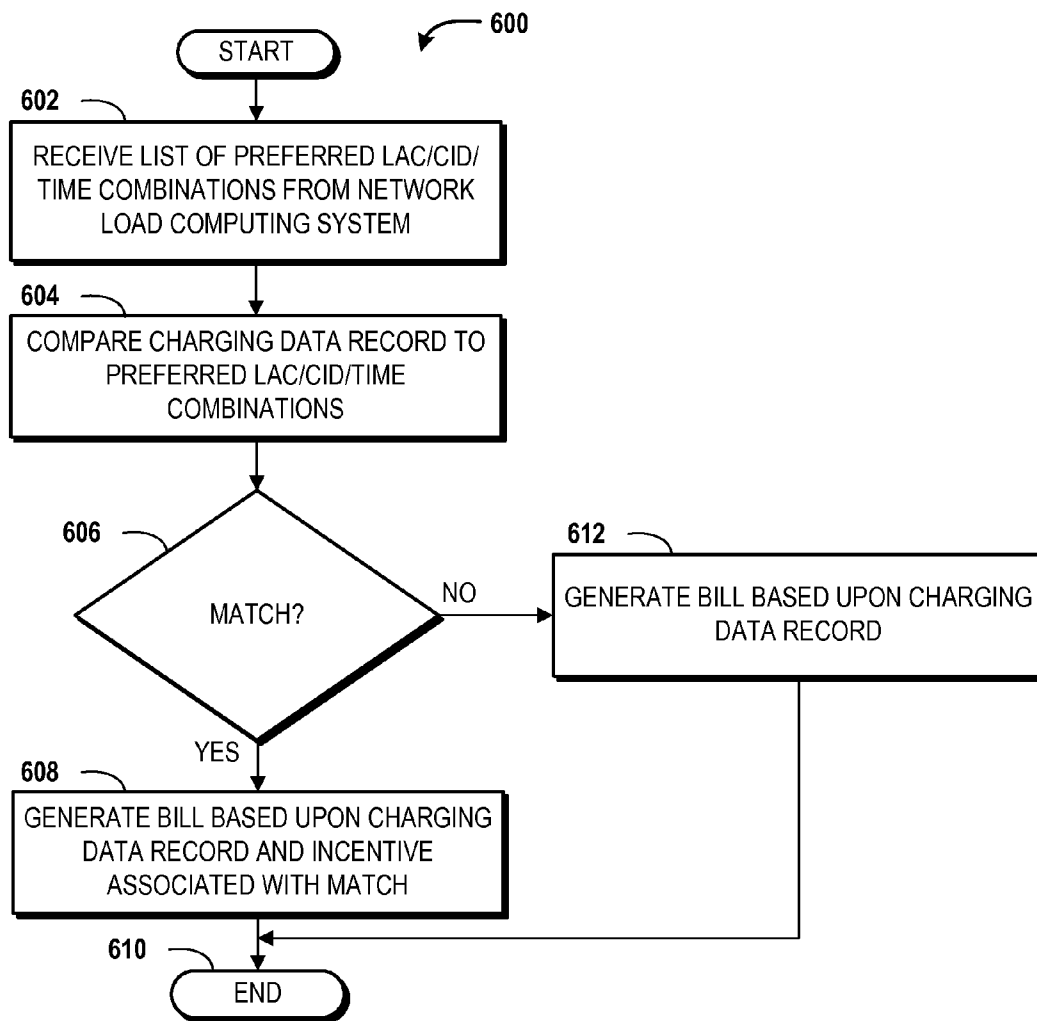 600
START
602
RECEIVE LIST OF PREFERRED LAC/CID/
TIME COMBINATIONS FROM NETWORK
LOAD COMPUTING SYSTEM
604
COMPARE CHARGING DATA RECORD TO
PREFERRED LAC/CID/TIME
COMBINATIONS
606
MATCH?
NO
612
GENERATE BILL BASED UPON CHARGING
DATA RECORD
YES
608
GENERATE BILL BASED UPON CHARGING
DATA RECORD AND INCENTIVE
ASSOCIATED WITH MATCH
610
END